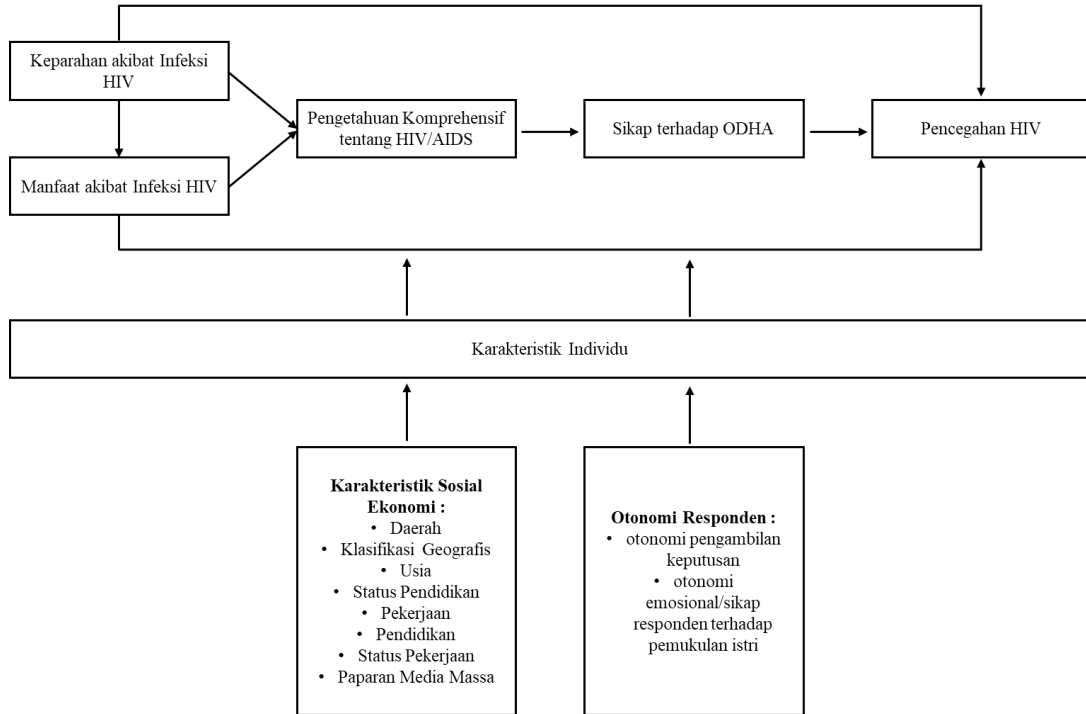 Keparahan akibat Infeksi
HIV
Manfaat akibat Infeksi HIV
Pengetahuan Komprehensif
tentang HIV/AIDS
Sikap terhadap ODHA
Pencegahan HIV
Karakteristik Individu
Karakteristik Sosial
Ekonomi :
• Daerah
• Klasifikasi Geografis
• Usia
• Status Pendidikan
• Pekerjaan
• Pendidikan
• Status Pekerjaan
• Paparan Media Massa
Otonomi Responden :
• otonomi pengambilan
keputusan
• otonomi
emosional/sikap
responden terhadap
pemukulan istri